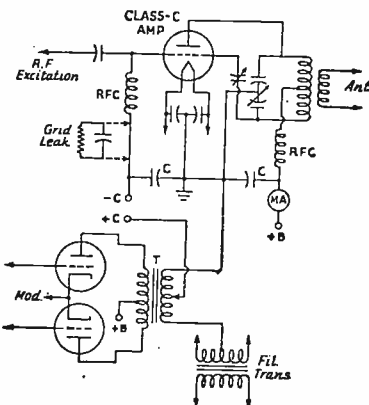 CLASS-C
AMP
R.F
Excitation
RFC
Ant.
Grid
Leak
RFC
C
C
MA
-C
+C
+B
T
Mod.
+B
Fil.
Trans.